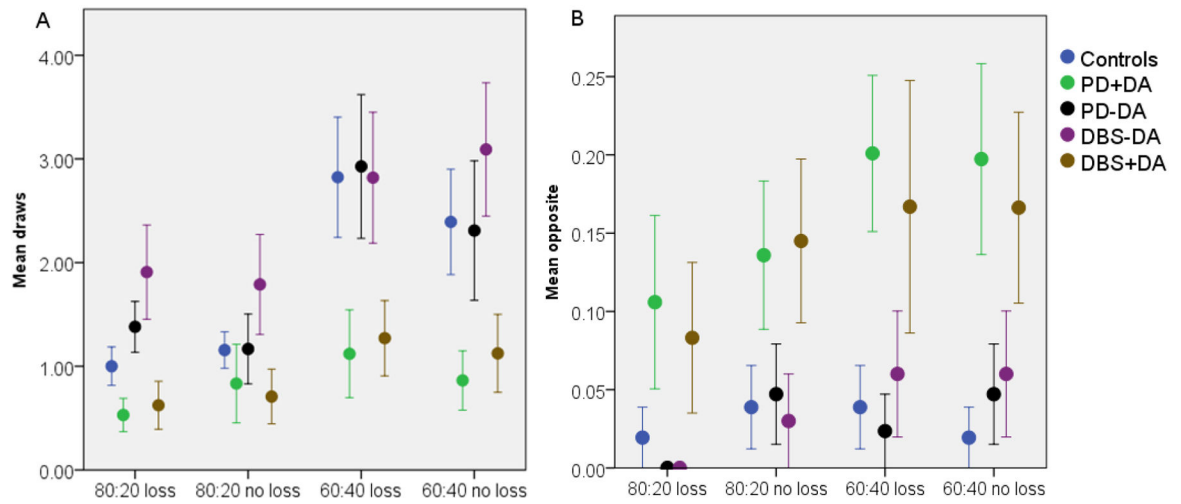 A
Mean draws
4.00
3.00
2.00
1.00
0.00
80:20 loss
80:20 no loss
60:40 loss
60:40 no loss
B
Mean opposite
0.25
0.20
0.15
0.10
0.05
0.00
80:20 loss
80:20 no loss
60:40 loss
60:40 no loss
Controls
PD+DA
PD-DA
DBS-DA
DBS+DA